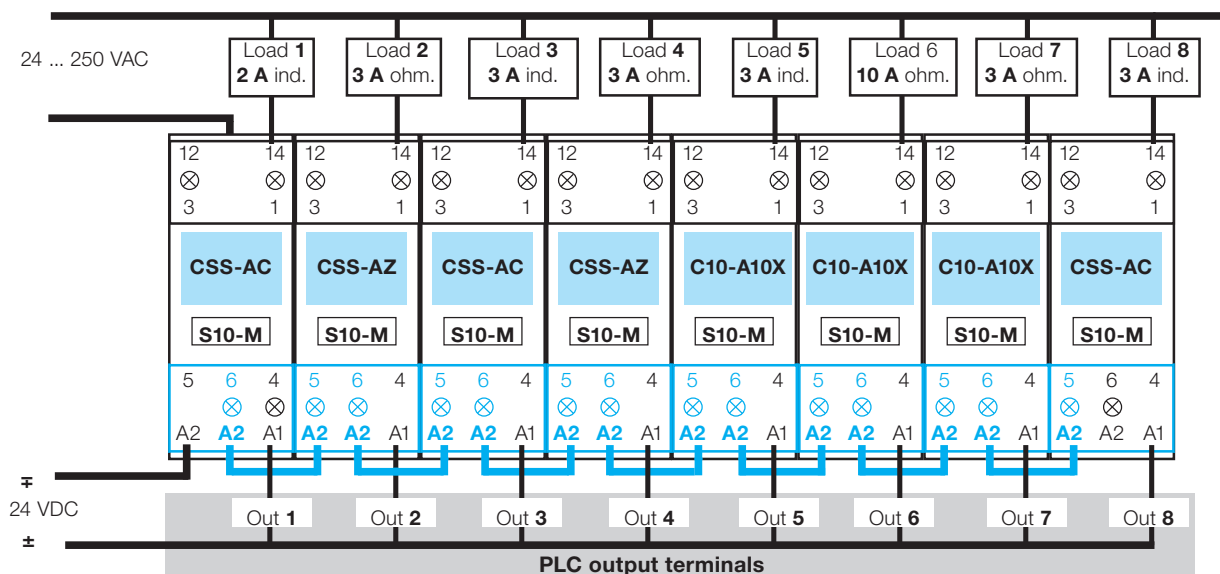 24 ... 250 VAC
Load 1 Load 2 Load 3 Load 4 Load 5 Load 6 Load 7 Load 8
2 A ind. 3 A ohm. 3 A ind. 3 A ohm. 3 A ind. 10 A ohm. 3 A ohm. 3 A ind.
12 14 12 14 12 14 12 14 12 14 12 14 12 14 12 14
3 1 3 1 3 1 3 1 3 1 3 1 3 1 3 1
CSS-AC CSS-AZ CSS-AC CSS-AZ C10-A10X C10-A10X C10-A10X CSS-AC
S10-M S10-M S10-M S10-M S10-M S10-M S10-M S10-M
5 6 4 5 6 4 5 6 4 5 6 4 5 6 4 5 6 4 5 6 4 5 6 4
A2 A2 A1 A2 A2 A1 A2 A2 A1 A2 A2 A1 A2 A2 A1 A2 A2 A1 A2 A2 A1 A2 A2 A1
∓
24 VDC
±
Out 1 Out 2 Out 3 Out 4 Out 5 Out 6 Out 7 Out 8
PLC output terminals